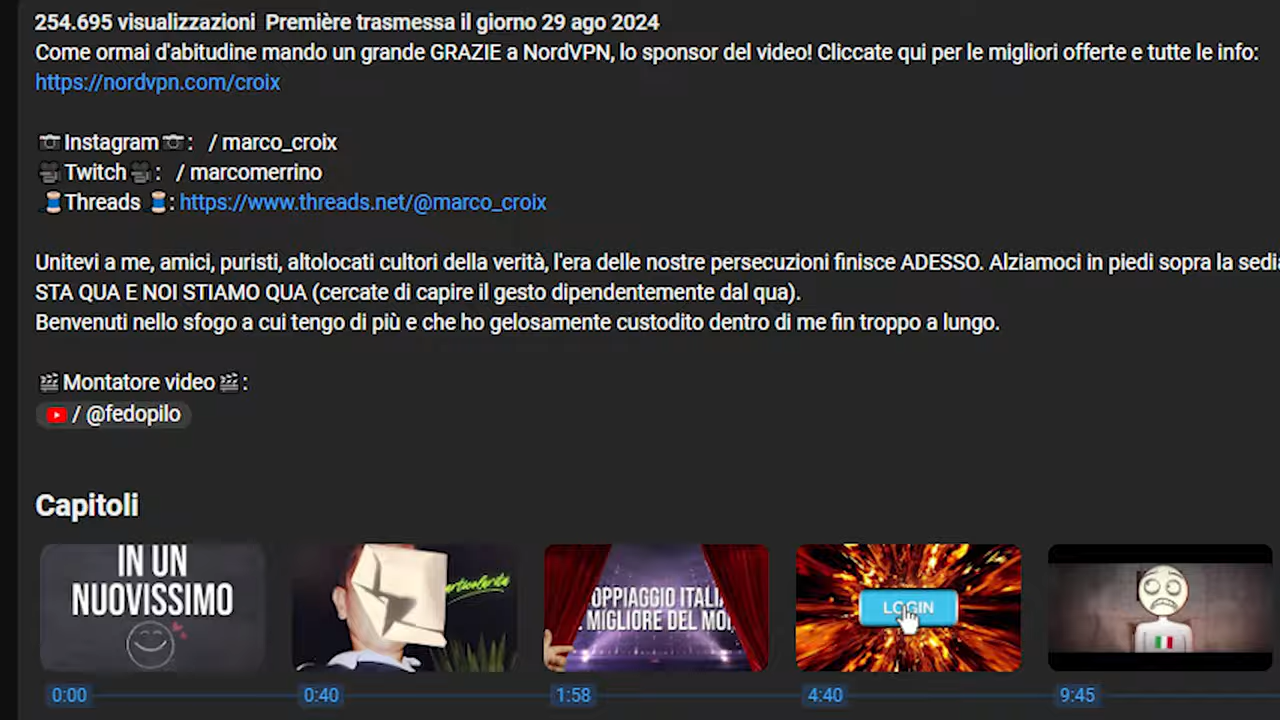 254.695 visualizzazioni Première trasmessa il giorno 29 ago 2024
Come ormai d'abitudine mando un grande GRAZIE a NordVPN, lo sponsor del video! Cliccate qui per le migliori offerte e tutte le info:
https://nordvpn.com/croix
Instagram : / marco_croix
Twitch : / marcomerrino
Threads : https://www.threads.net/@marco_croix
Unitevi a me, amici, puristi, altolocati cultori della verità, l'era delle nostre persecuzioni finisce ADESSO. Alziamoci in piedi sopra la sedia
STA QUA E NOI STIAMO QUA (cercate di capire il gesto dipendentemente dal qua).
Benvenuti nello sfogo a cui tengo di più e che ho gelosamente custodito dentro di me fin troppo a lungo.
Montatore video :
/ @fedopilo
Capitoli
IN UN
NUOVISSIMO
OPPIAGGIO ITALIA
MIGLIORE DEL MON
LOGIN
0:00
0:40
1:58
4:40
9:45